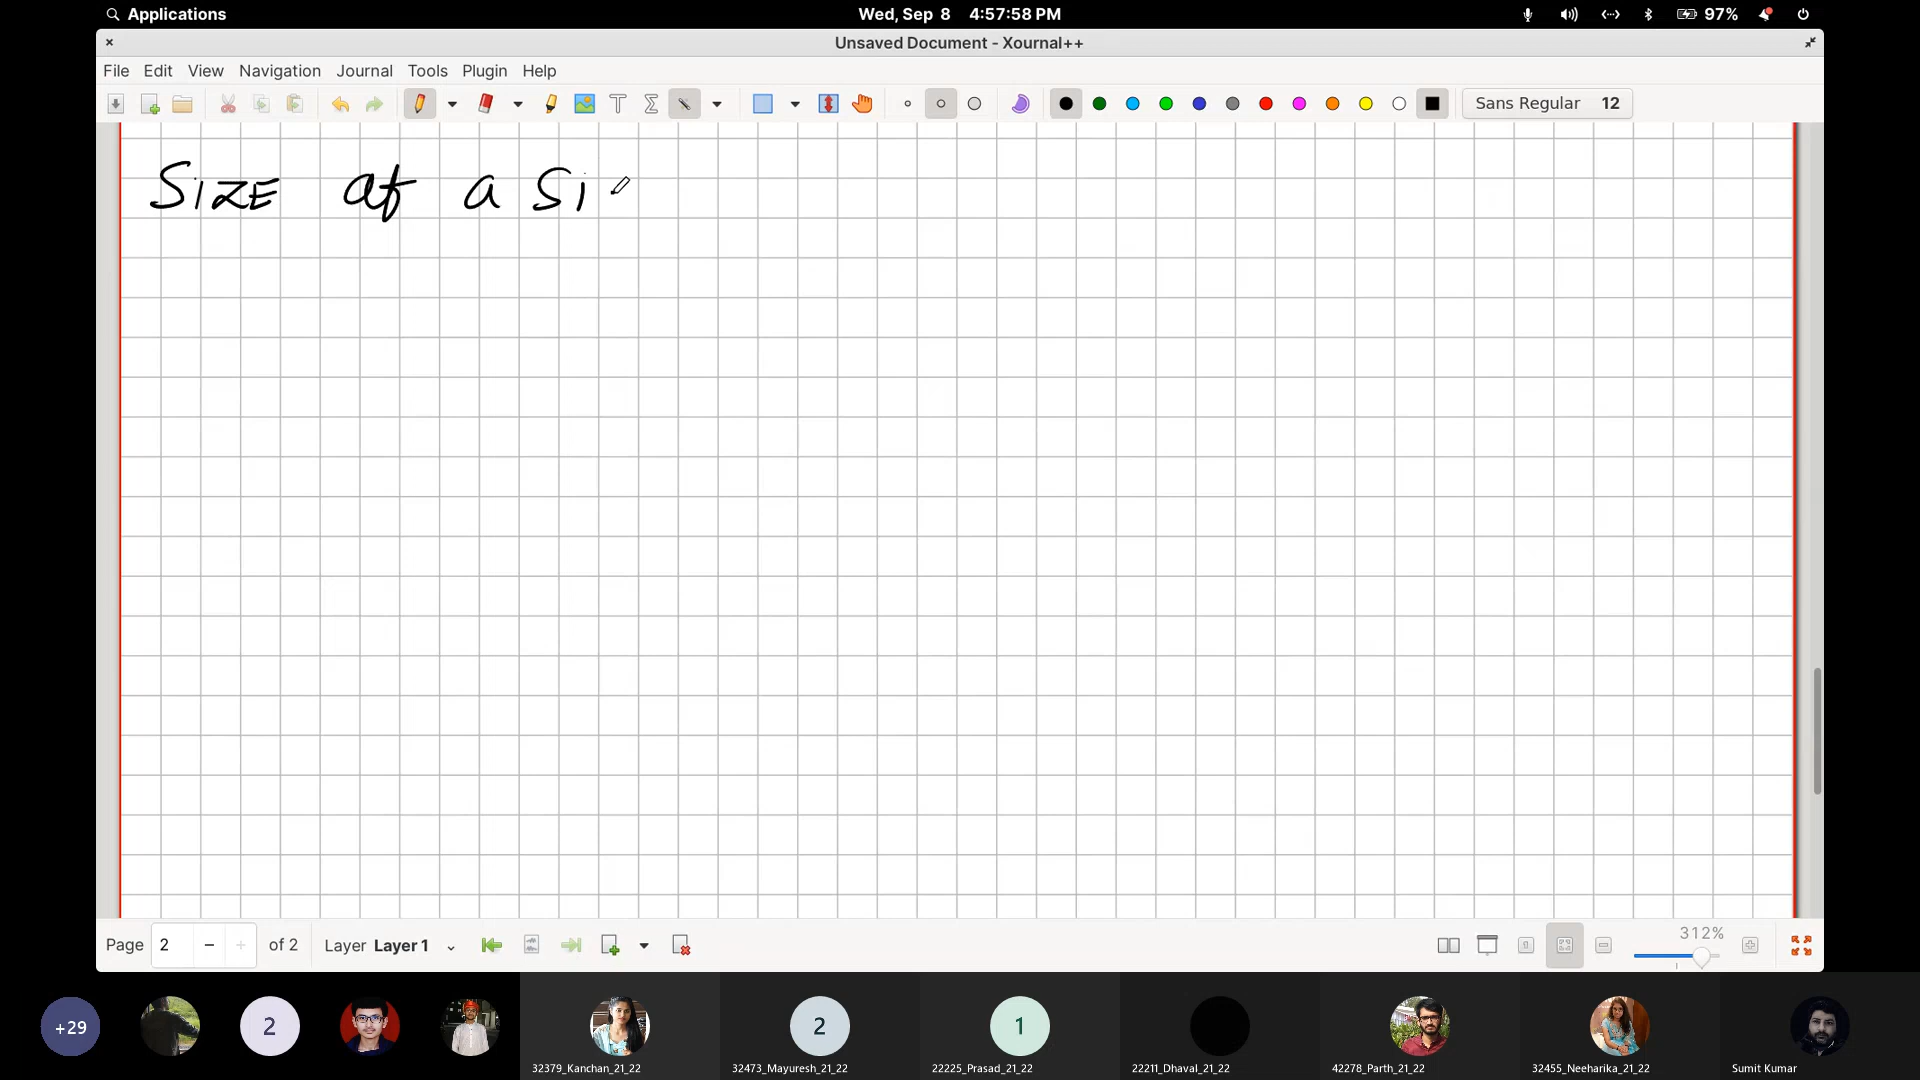 Applications
Wed, Sep 8 4:57:58 PM
97%
Unsaved Document - Xournal++
File Edit View Navigation Journal Tools Plugin Help
Sans Regular 12
Size of a Si
Page 2 of 2 Layer Layer 1
312%
+29
2
2
1
32379_Kanchan_21_22
32473_Mayuresh_21_22
22225_Prasad_21_22
22211_Dhaval_21_22
42278_Parth_21_22
32455_Neeharika_21_22
Sumit Kumar